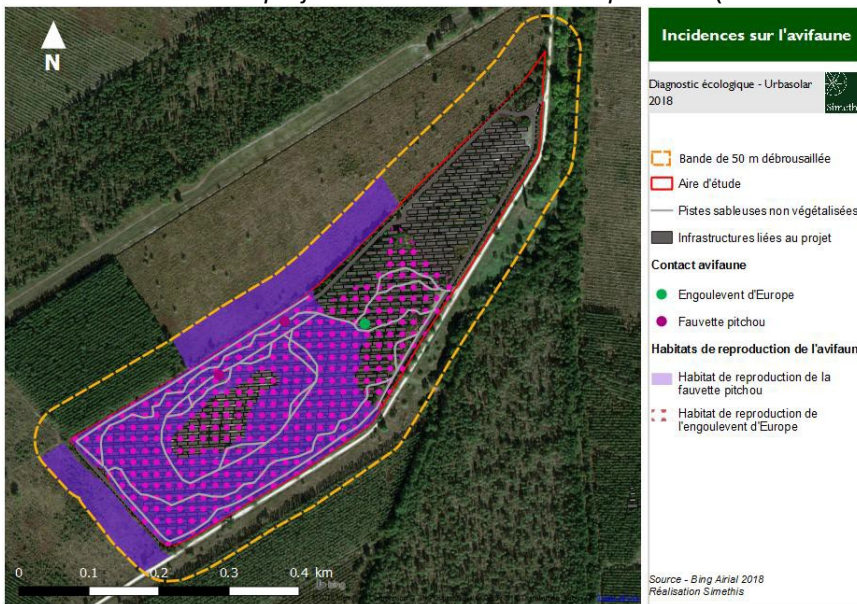 N
0 0.1 0.2 0.3 0.4 km
Incidences sur l'avifaune
Diagnostic écologique - Urbasolar
2018
Simeth
Bande de 50 m débrousaillée
Aire d'étude
Pistes sableuses non végétalisées
Infrastructures liées au projet
Contact avifaune
Engoulevent d'Europe
Fauvette pitchou
Habitats de reproduction de l'avifaun
Habitat de reproduction de la
fauvette pitchou
Habitat de reproduction de
l'engoulevent d'Europe
Source - Bing Airial 2018
Réalisation Simethis